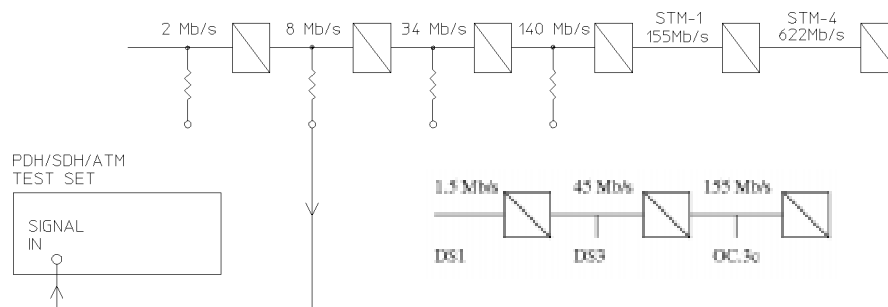 2 Mb/s 8 Mb/s 34 Mb/s 140 Mb/s STM-1 155Mb/s STM-4 622Mb/s
PDH/SDH/ATM
TEST SET
SIGNAL
IN
1.5 Mb/s 45 Mb/s 155 Mb/s
DS1 DS3 OC.3c